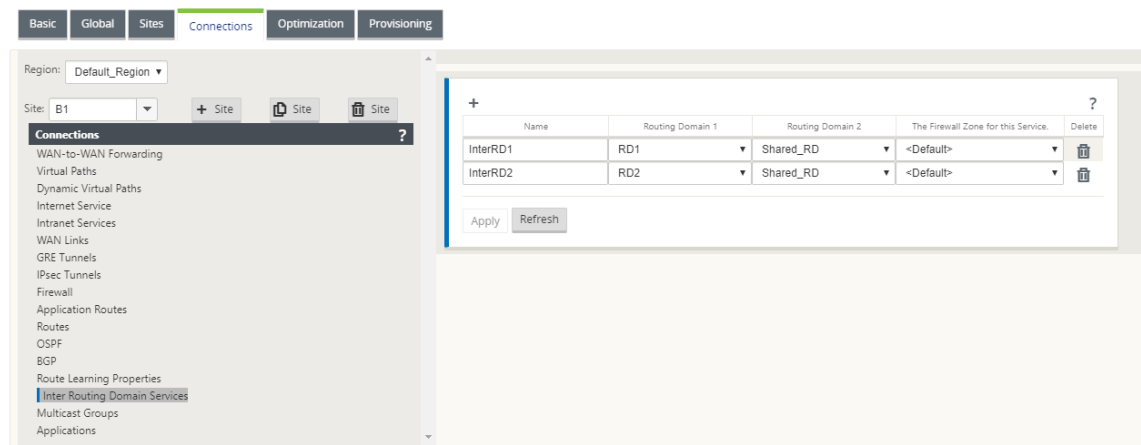 Basic Global Sites Connections Optimization Provisioning
Region: Default_Region
Site: B1 + Site Site Site
Connections ?
WAN-to-WAN Forwarding
Virtual Paths
Dynamic Virtual Paths
Internet Service
Intranet Services
WAN Links
GRE Tunnels
IPsec Tunnels
Firewall
Application Routes
Routes
OSPF
BGP
Route Learning Properties
Inter Routing Domain Services
Multicast Groups
Applications
+ ?
Name Routing Domain 1 Routing Domain 2 The Firewall Zone for this Service. Delete
InterRD1 RD1 Shared_RD <Default>
InterRD2 RD2 Shared_RD <Default>
Apply Refresh